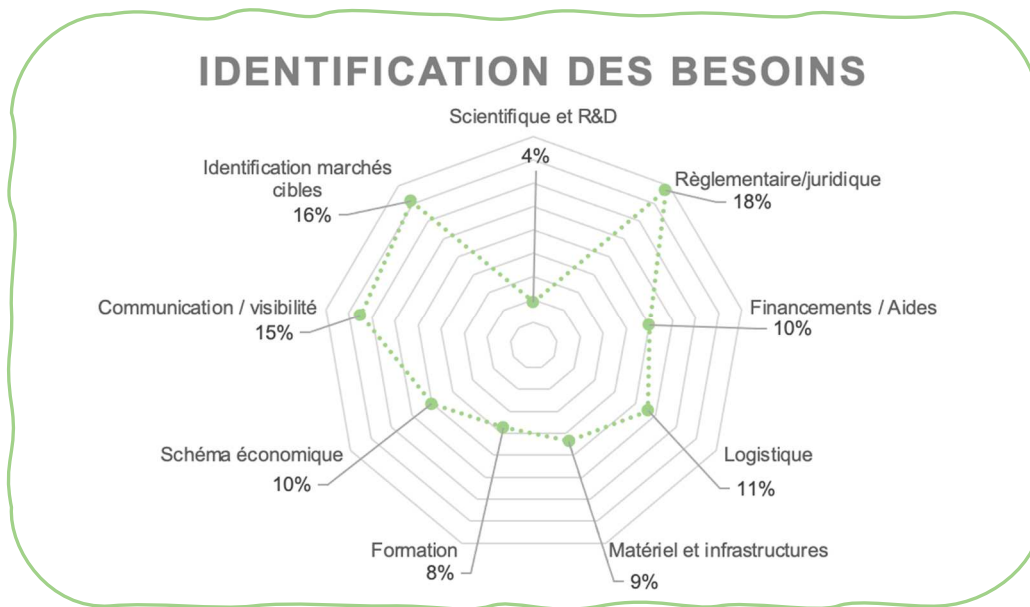 IDENTIFICATION DES BESOINS
Scientifique et R&D
4%
Règlementaire/juridique
18%
Financements / Aides
10%
Logistique
11%
Matériel et infrastructures
9%
Formation
8%
Schéma économique
10%
Communication / visibilité
15%
Identification marchés
cibles
16%